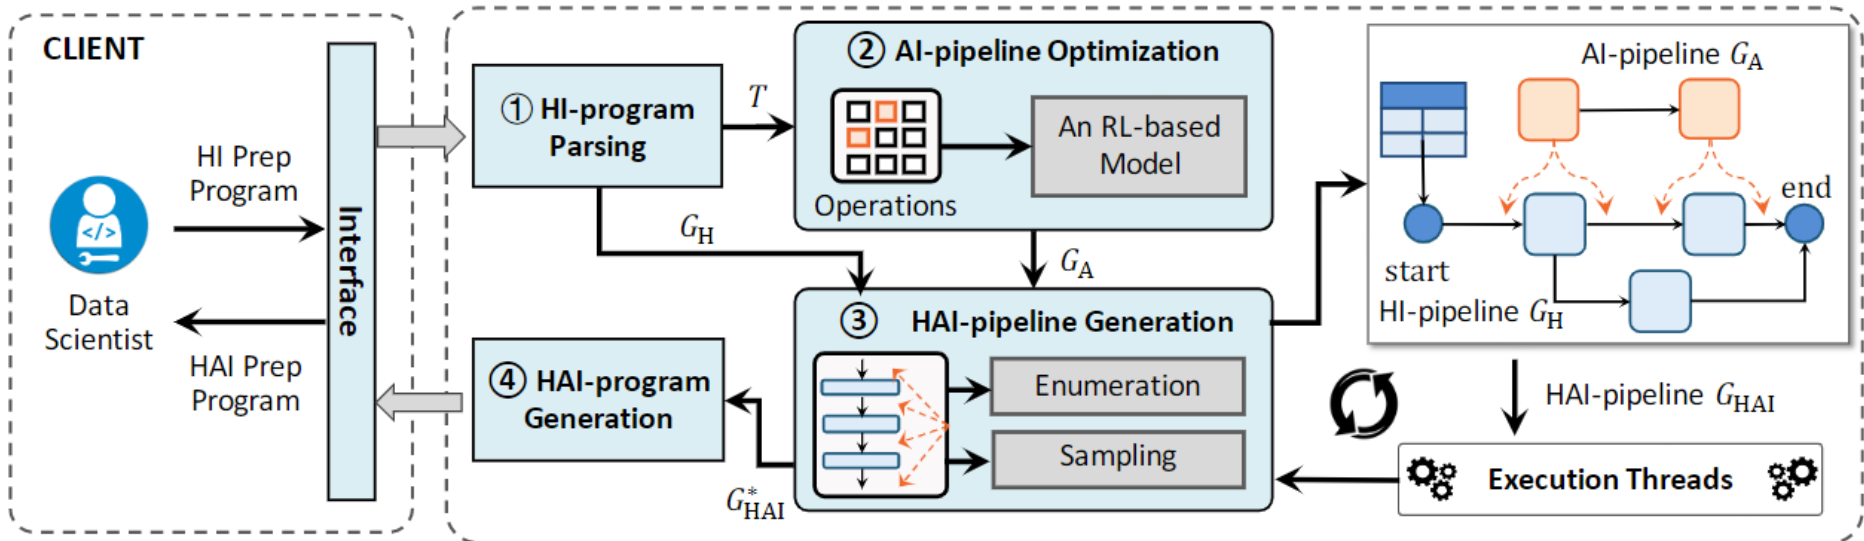 CLIENT
HI Prep
Program
Data
Scientist
HAI Prep
Program
Interface
① HI-program
Parsing
T
G_H
② AI-pipeline Optimization
Operations
An RL-based
Model
G_A
③ HAI-pipeline Generation
Enumeration
Sampling
④ HAI-program
Generation
G*_HAI
AI-pipeline G_A
start
end
HI-pipeline G_H
HAI-pipeline G_HAI
Execution Threads